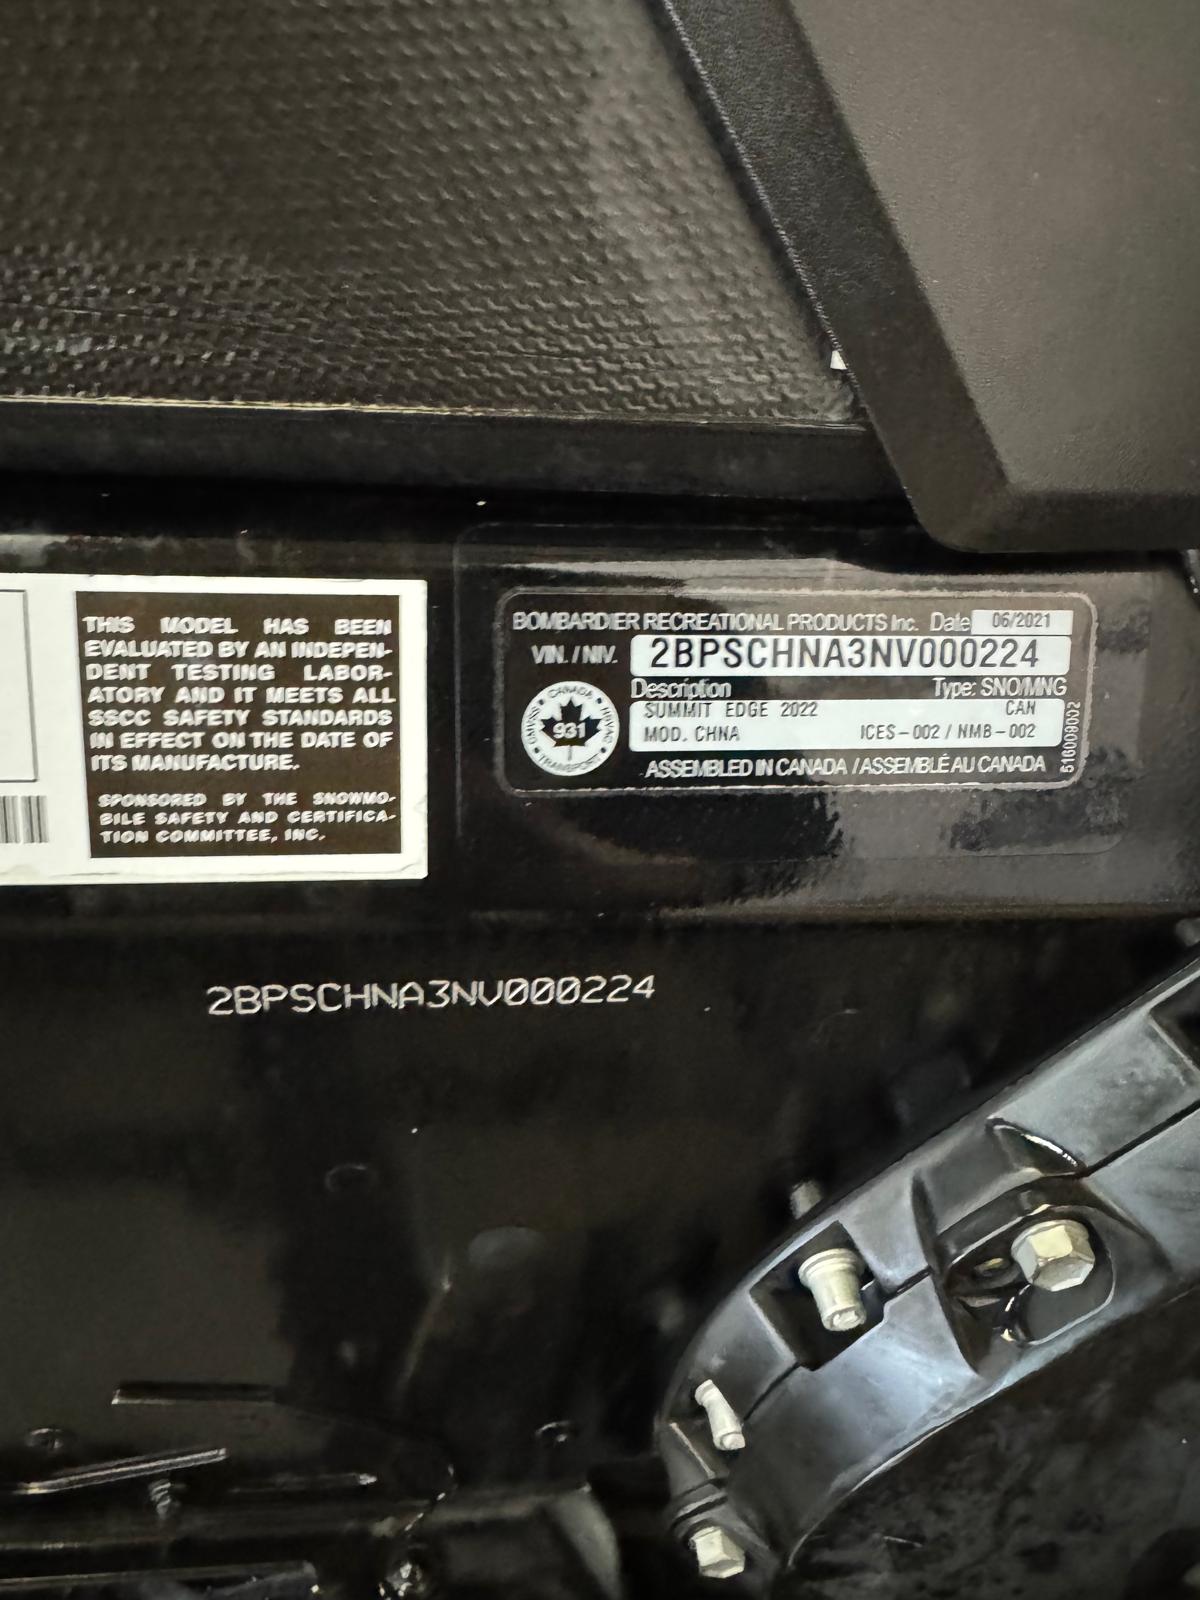 THIS MODEL HAS BEEN
EVALUATED BY AN INDEPEN-
DENT TESTING LABOR-
ATORY AND IT MEETS ALL
SSCC SAFETY STANDARDS
IN EFFECT ON THE DATE OF
ITS MANUFACTURE.
SPONSORED BY THE SNOWMO-
BILE SAFETY AND CERTIFICA-
TION COMMITTEE, INC.
BOMBARDIER RECREATIONAL PRODUCTS Inc. Date 06/2021
VIN. / NIV. 2BPSCHNA3NV000224
Description Type: SNO/MNG
SUMMIT EDGE 2022 CAN
MOD. CHNA ICES-002 / NMB-002
ASSEMBLED IN CANADA / ASSEMBLÉ AU CANADA
516009002
CANADA
931
TRANSPORT
2BPSCHNA3NV000224